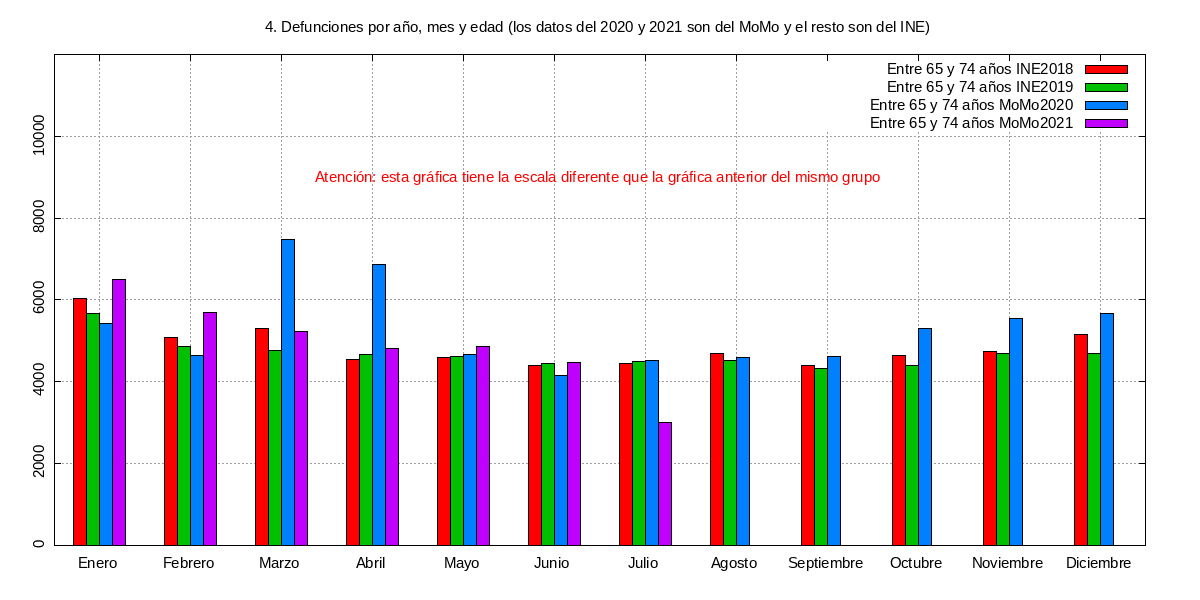 4. Defunciones por año, mes y edad (los datos del 2020 y 2021 son del MoMo y el resto son del INE)
Entre 65 y 74 años INE2018
Entre 65 y 74 años INE2019
Entre 65 y 74 años MoMo2020
Entre 65 y 74 años MoMo2021
Atención: esta gráfica tiene la escala diferente que la gráfica anterior del mismo grupo
10000
8000
6000
4000
2000
0
Enero Febrero Marzo Abril Mayo Junio Julio Agosto Septiembre Octubre Noviembre Diciembre